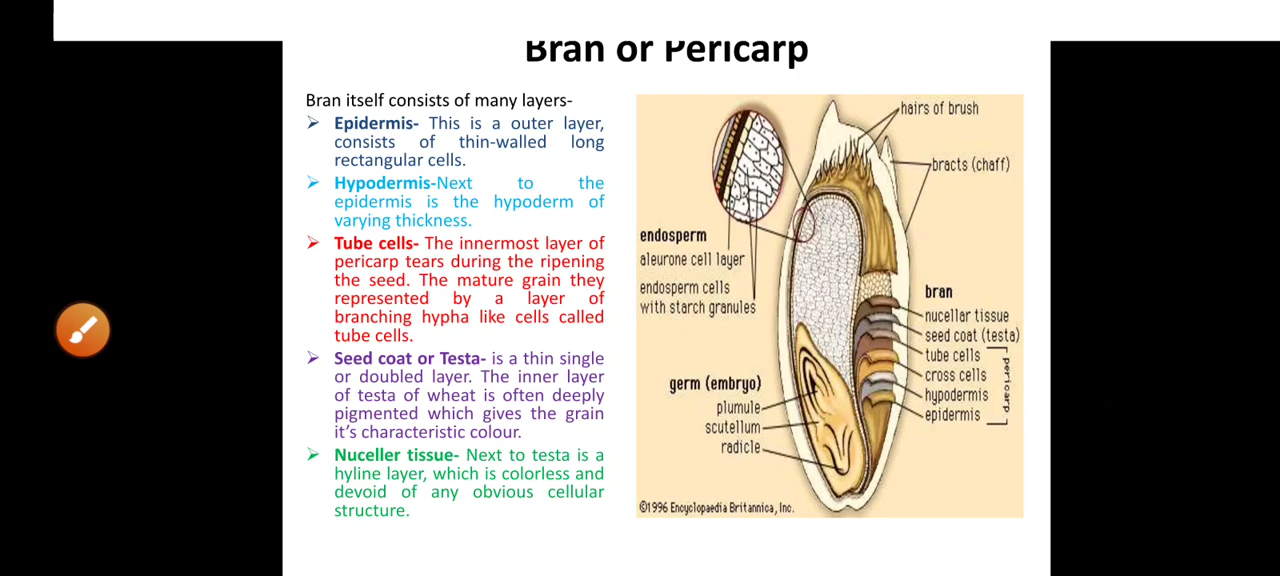 Bran or Pericarp
Bran itself consists of many layers-
➢ Epidermis- This is a outer layer,
consists of thin-walled long
rectangular cells.
➢ Hypodermis-Next to the
epidermis is the hypoderm of
varying thickness.
➢ Tube cells- The innermost layer of
pericarp tears during the ripening
the seed. The mature grain they
represented by a layer of
branching hypha like cells called
tube cells.
➢ Seed coat or Testa- is a thin single
or doubled layer. The inner layer
of testa of wheat is often deeply
pigmented which gives the grain
it's characteristic colour.
➢ Nuceller tissue- Next to testa is a
hyline layer, which is colorless and
devoid of any obvious cellular
structure.
hairs of brush
bracts (chaff)
endosperm
aleurone cell layer
endosperm cells
with starch granules
bran
nucellar tissue
seed coat (testa)
tube cells
cross cells
hypodermis
epidermis
pericarp
germ (embryo)
plumule
scutellum
radicle
©1996 Encyclopaedia Britannica, Inc.